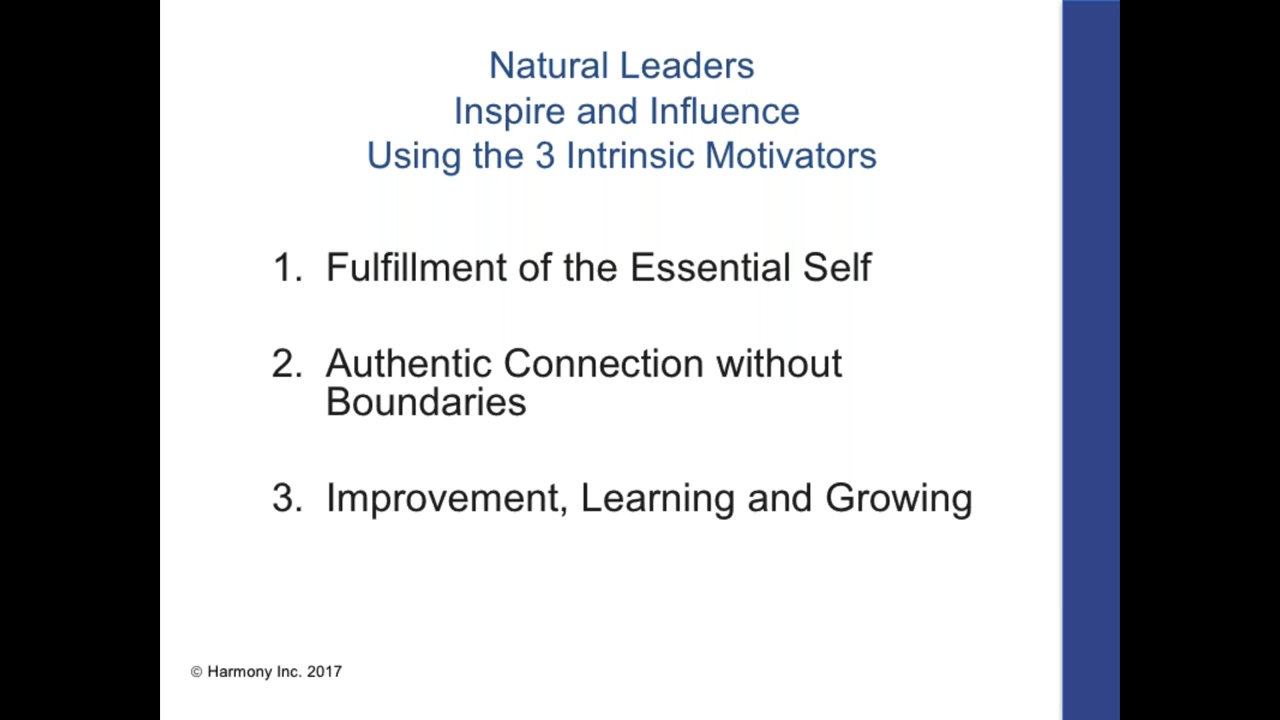 Natural Leaders
Inspire and Influence
Using the 3 Intrinsic Motivators
1. Fulfillment of the Essential Self
2. Authentic Connection without
Boundaries
3. Improvement, Learning and Growing
© Harmony Inc. 2017